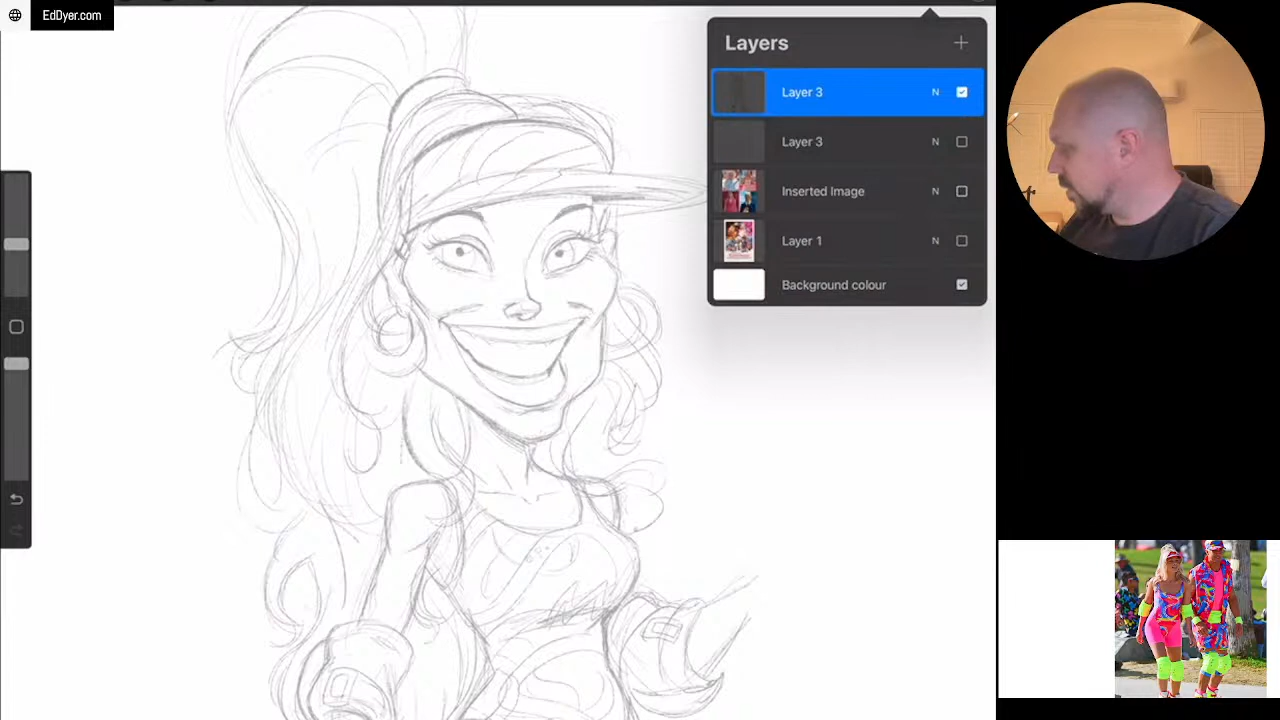 EdDyer.com
Layers
Layer 3 N
Layer 3 N
Inserted Image N
Layer 1 N
Background colour